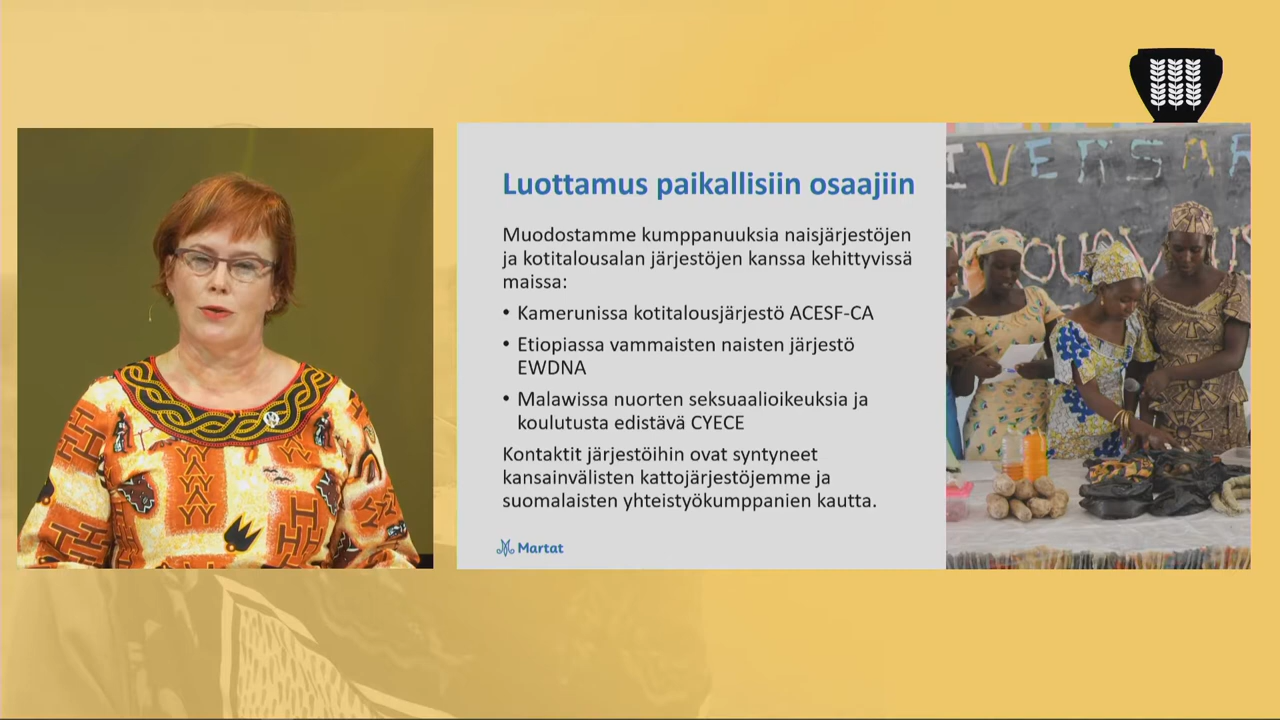 Luottamus paikallisiin osaajiin
Muodostamme kumppanuuksia naisjärjestöjen
ja kotitalousalan järjestöjen kanssa kehittyvissä
maissa:
• Kamerunissa kotitalousjärjestö ACESF-CA
• Etiopiassa vammaisten naisten järjestö
EWDNA
• Malawissa nuorten seksuaalioikeuksia ja
koulutusta edistävä CYECE
Kontaktit järjestöihin ovat syntyneet
kansainvälisten kattojärjestöjemme ja
suomalaisten yhteistyökumppanien kautta.
Martat
IVERSAR